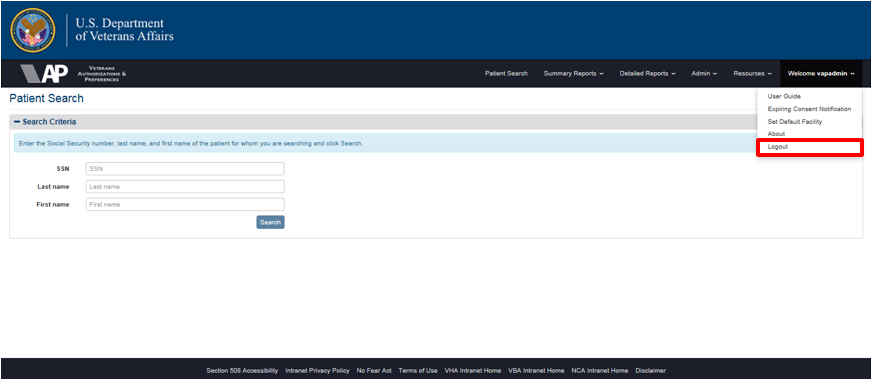 U.S. Department
of Veterans Affairs
VAP
VETERANS
AUTHORIZATIONS &
PREFERENCES
Patient Search Summary Reports Detailed Reports Admin Resources Welcome vapadmin
User Guide
Expiring Consent Notification
Set Default Facility
About
Logout
Patient Search
Search Criteria
Enter the Social Security number, last name, and first name of the patient for whom you are searching and click Search.
SSN SSN
Last name Last name
First name First name
Search
Section 508 Accessibility Intranet Privacy Policy No Fear Act Terms of Use VHA Intranet Home VBA Intranet Home NCA Intranet Home Disclaimer